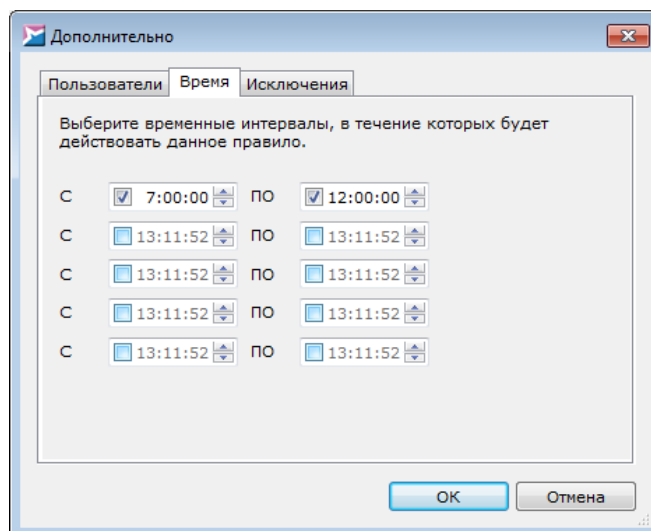 Дополнительно
Пользователи Время Исключения
Выберите временные интервалы, в течение которых будет
действовать данное правило.
С 7:00:00 ПО 12:00:00
С 13:11:52 ПО 13:11:52
С 13:11:52 ПО 13:11:52
С 13:11:52 ПО 13:11:52
С 13:11:52 ПО 13:11:52
ОК Отмена